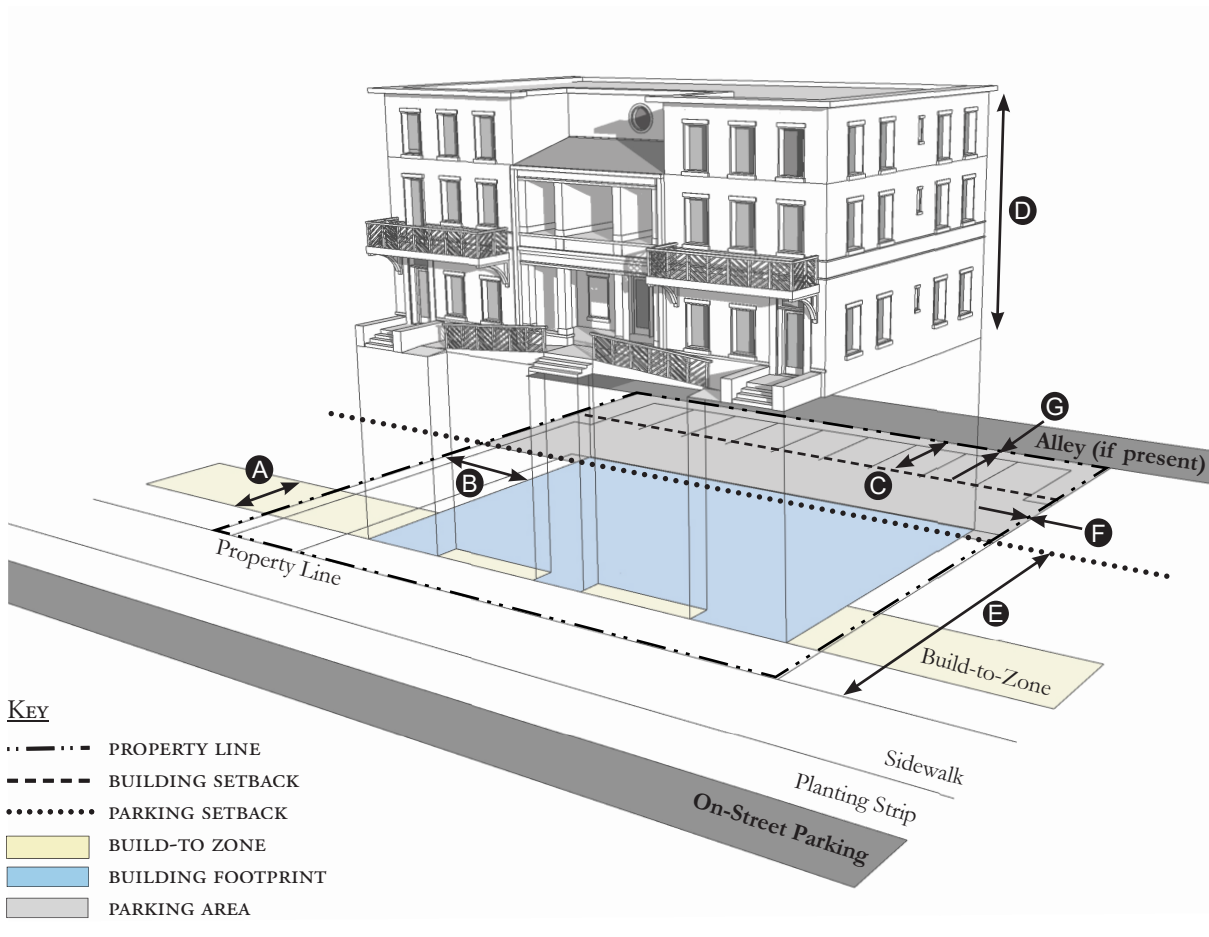 D
G
Alley (if present)
A
B
C
F
Property Line
E
Build-to-Zone
KEY
PROPERTY LINE
BUILDING SETBACK
PARKING SETBACK
BUILD-TO ZONE
BUILDING FOOTPRINT
PARKING AREA
Sidewalk
Planting Strip
On-Street Parking